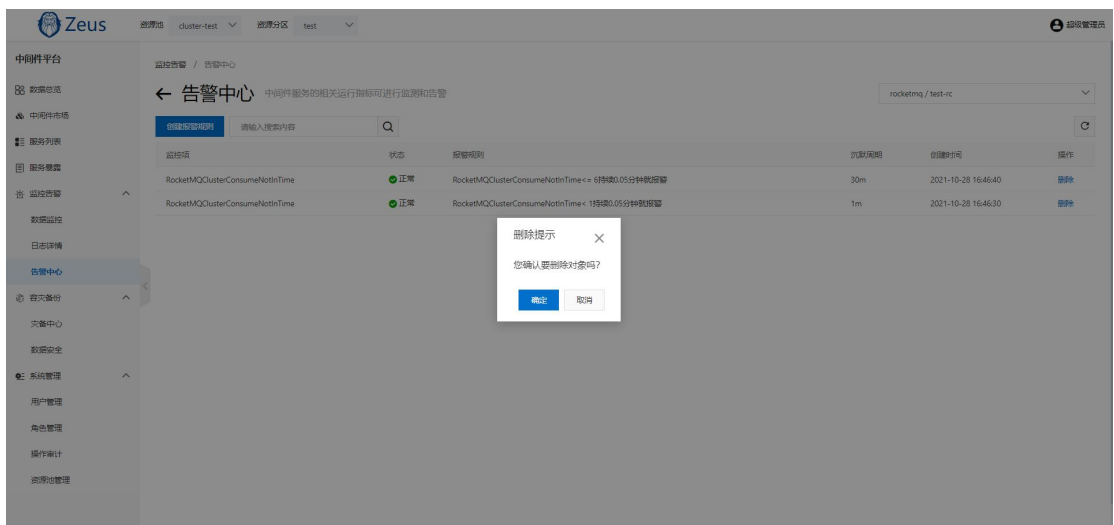 Zeus 资源池 cluster-test 资源分区 test 超级管理员
中间件平台
数据总览
中间件市场
服务列表
服务暴露
监控告警
数据监控
日志详情
告警中心
容灾备份
灾备中心
数据安全
系统管理
用户管理
角色管理
操作审计
资源池管理
监控告警 / 告警中心
告警中心 中间件服务的相关运行指标可进行监测和告警 rocketmq / test-rc
创建报警规则 请输入搜索内容
监控项 状态 报警规则 沉默周期 创建时间 操作
RocketMQClusterConsumeNotInTime 正常 RocketMQClusterConsumeNotInTime<= 6持续0.05分钟就报警 30m 2021-10-28 16:46:40 删除
RocketMQClusterConsumeNotInTime 正常 RocketMQClusterConsumeNotInTime< 1持续0.05分钟就报警 1m 2021-10-28 16:46:30 删除
删除提示
您确认要删除对象吗?
确定 取消